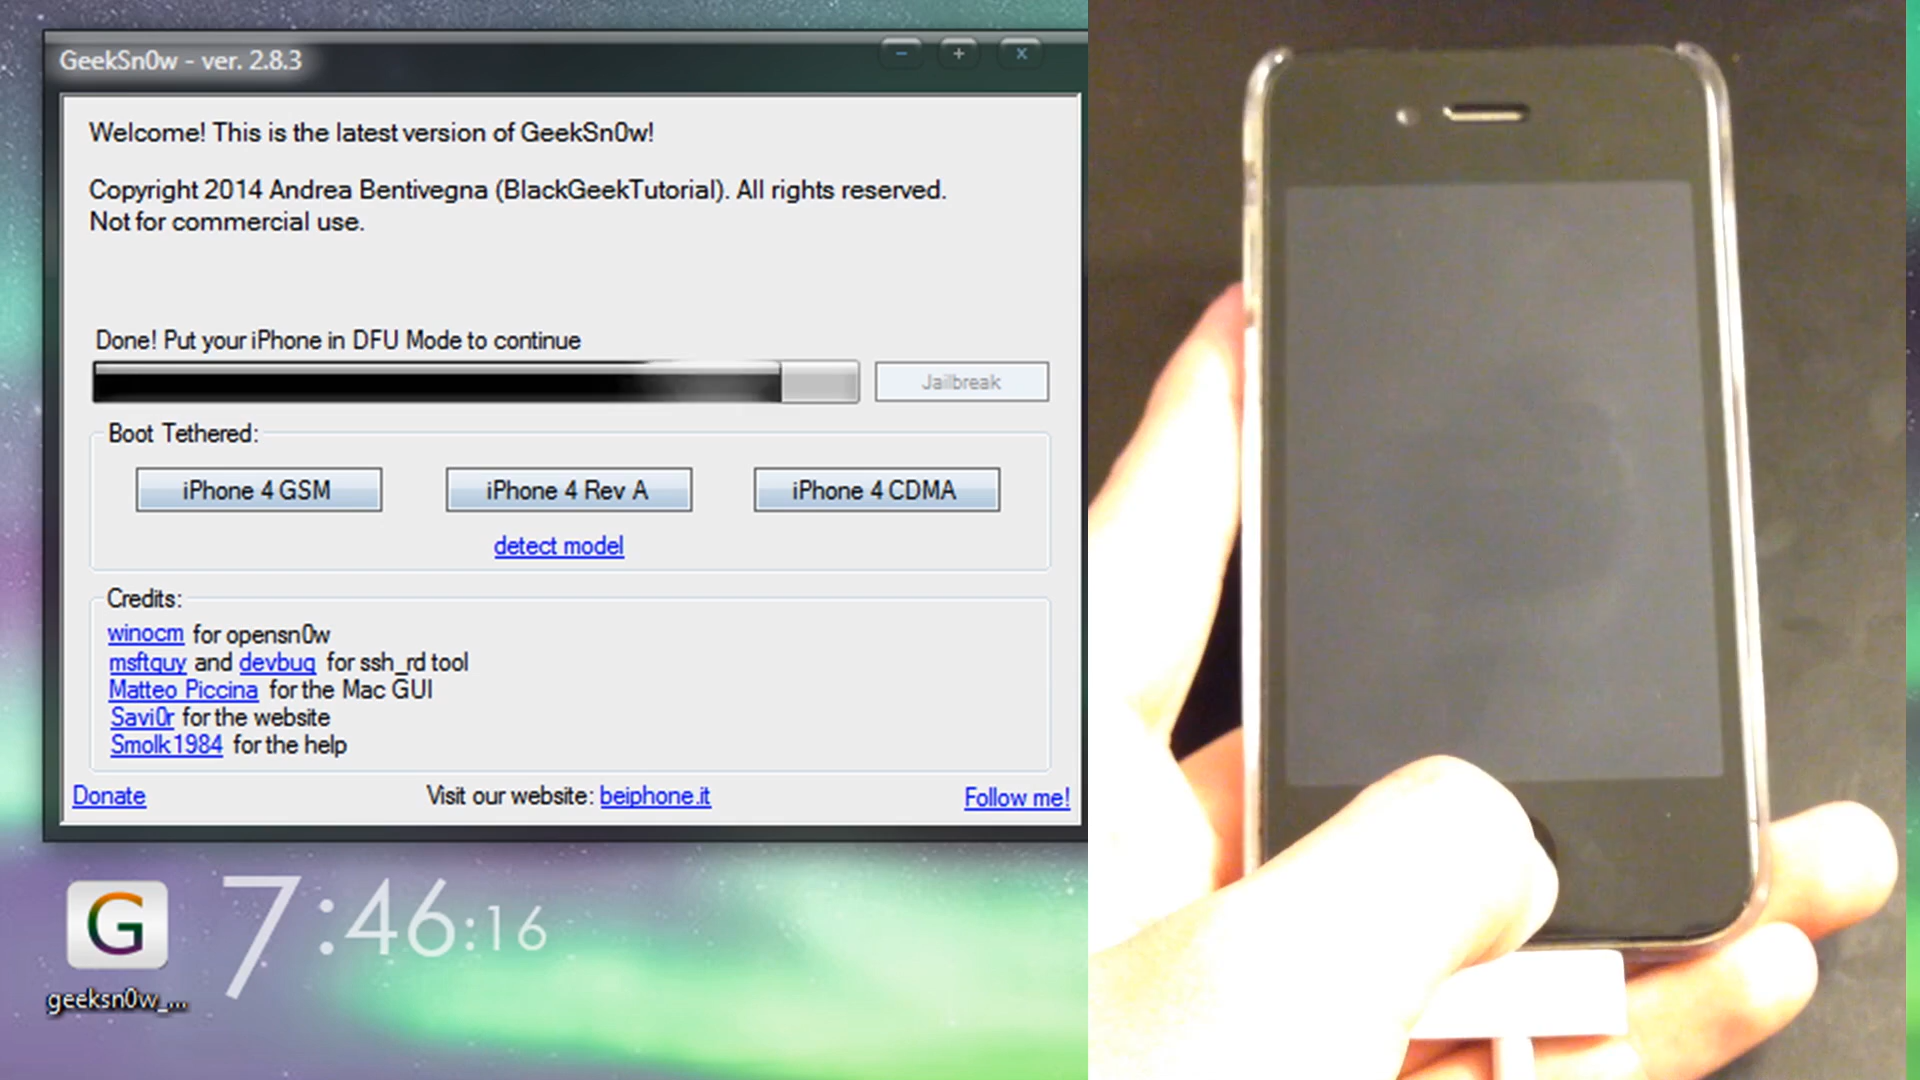 GeekSn0w - ver. 2.8.3
Welcome! This is the latest version of GeekSn0w!
Copyright 2014 Andrea Bentivegna (BlackGeekTutorial). All rights reserved.
Not for commercial use.
Done! Put your iPhone in DFU Mode to continue
Jailbreak
Boot Tethered:
iPhone 4 GSM
iPhone 4 Rev A
iPhone 4 CDMA
detect model
Credits:
winocm for opensn0w
msftguy and devbug for ssh_rd tool
Matteo Piccina for the Mac GUI
Savi0r for the website
Smolk1984 for the help
Donate
Visit our website: beiphone.it
Follow me!
G
7:46:16
geeksn0w_...